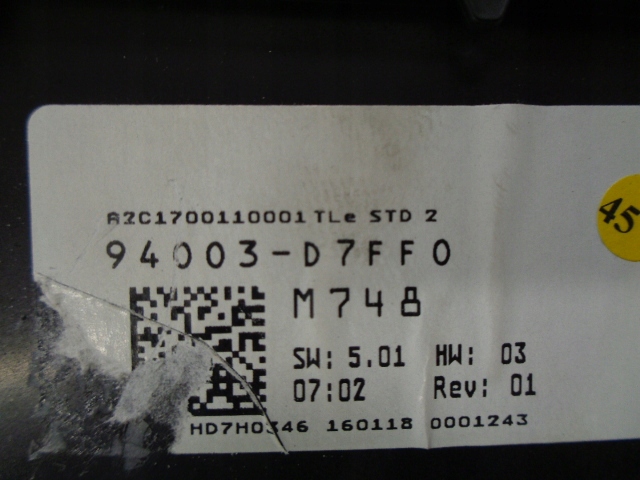 A2C1700110001 TLe STD 2
94003-D7FF0
M748
SW: 5.01 HW: 03
07:02 Rev: 01
HD7H0346 160118 0001243
45